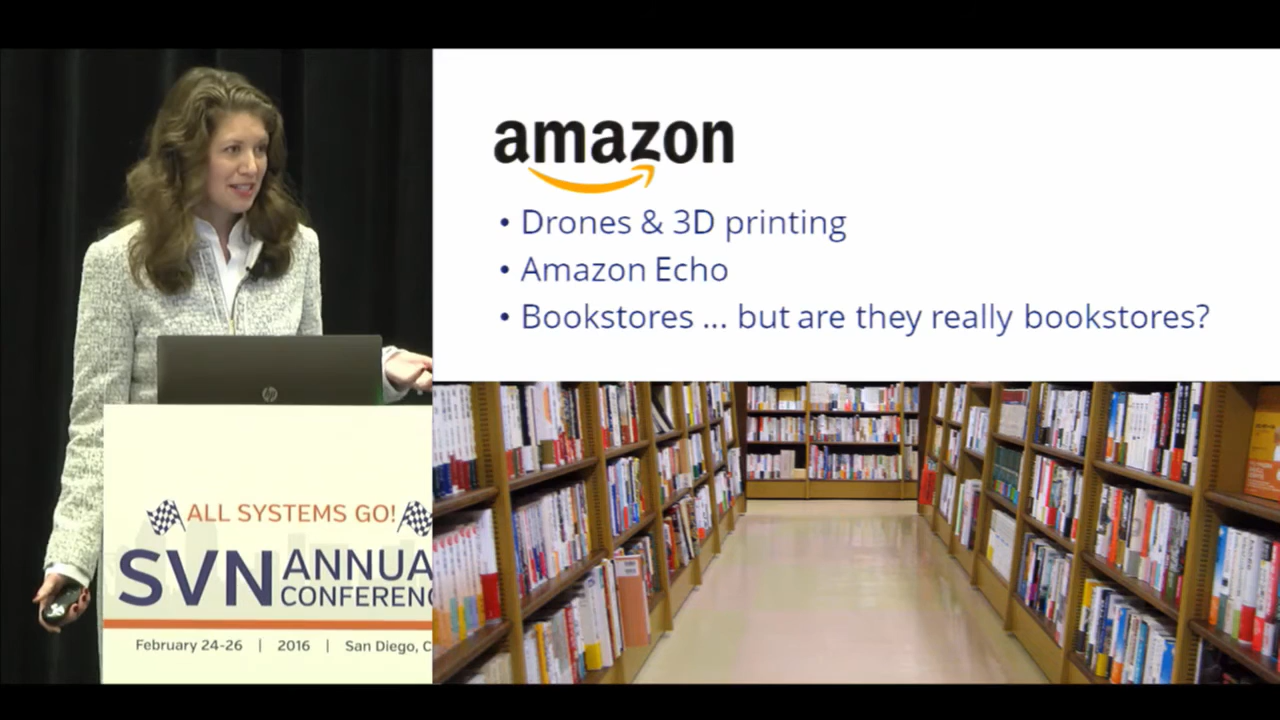 amazon
• Drones & 3D printing
• Amazon Echo
• Bookstores ... but are they really bookstores?
hp
ALL SYSTEMS GO!
SVN ANNUA
CONFERENC
February 24-26 | 2016 | San Diego, C